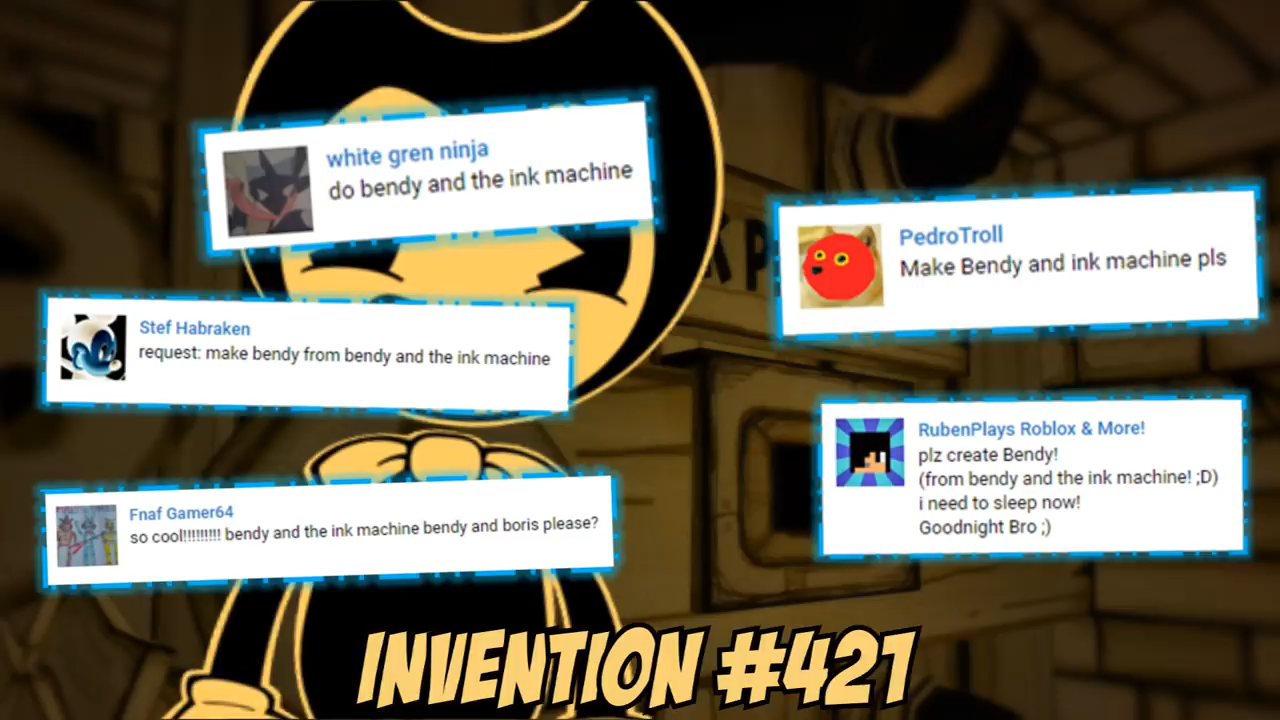 white gren ninja
do bendy and the ink machine
PedroTroll
Make Bendy and ink machine pls
Stef Habraken
request: make bendy from bendy and the ink machine
RubenPlays Roblox & More!
plz create Bendy!
(from bendy and the ink machine! ;D)
i need to sleep now!
Goodnight Bro ;)
Fnaf Gamer64
so cool!!!!!!!!! bendy and the ink machine bendy and boris please?
INVENTION #421